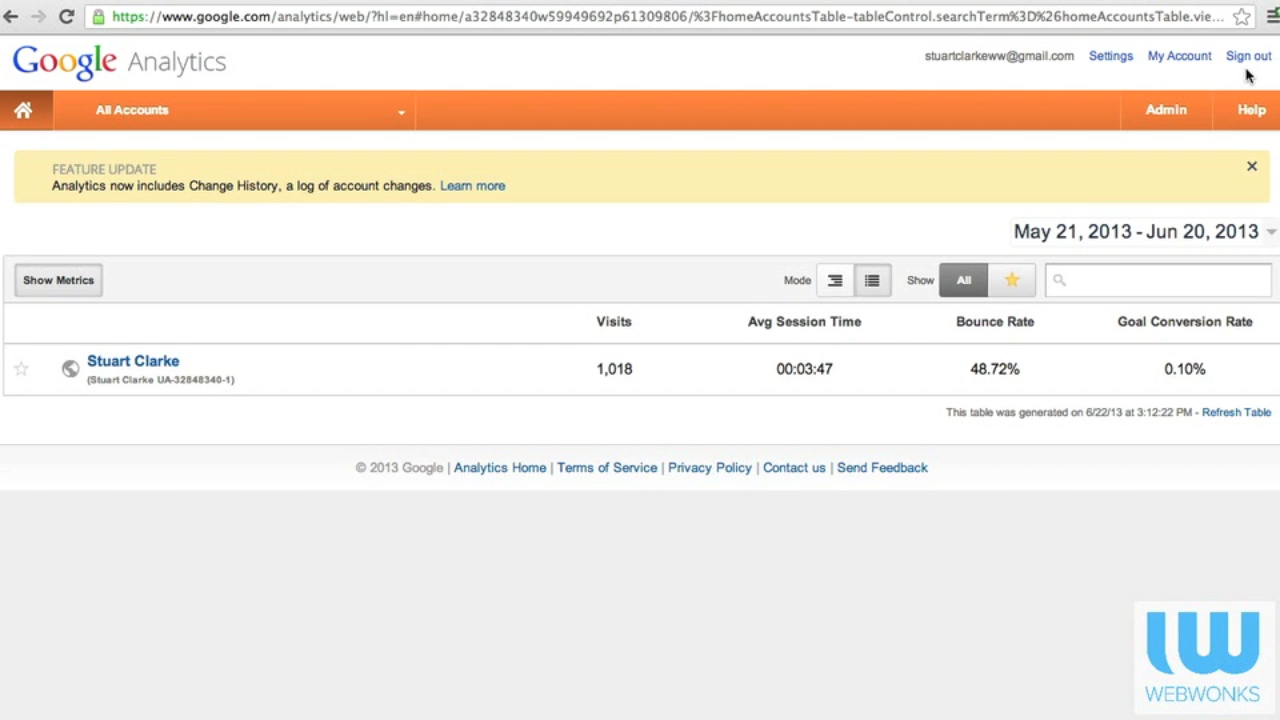 https://www.google.com/analytics/web/?hl=en#home/a32848340w59949692p61309806/%3FhomeAccountsTable-tableControl.searchTerm%3D%26homeAccountsTable.vie...
Google Analytics
stuartclarkeww@gmail.com Settings My Account Sign out
All Accounts
Admin Help
FEATURE UPDATE
Analytics now includes Change History, a log of account changes. Learn more
May 21, 2013 - Jun 20, 2013
Show Metrics Mode Show All
Visits Avg Session Time Bounce Rate Goal Conversion Rate
Stuart Clarke 1,018 00:03:47 48.72% 0.10%
(Stuart Clarke UA-32848340-1)
This table was generated on 6/22/13 at 3:12:22 PM - Refresh Table
© 2013 Google | Analytics Home | Terms of Service | Privacy Policy | Contact us | Send Feedback
WEBWONKS